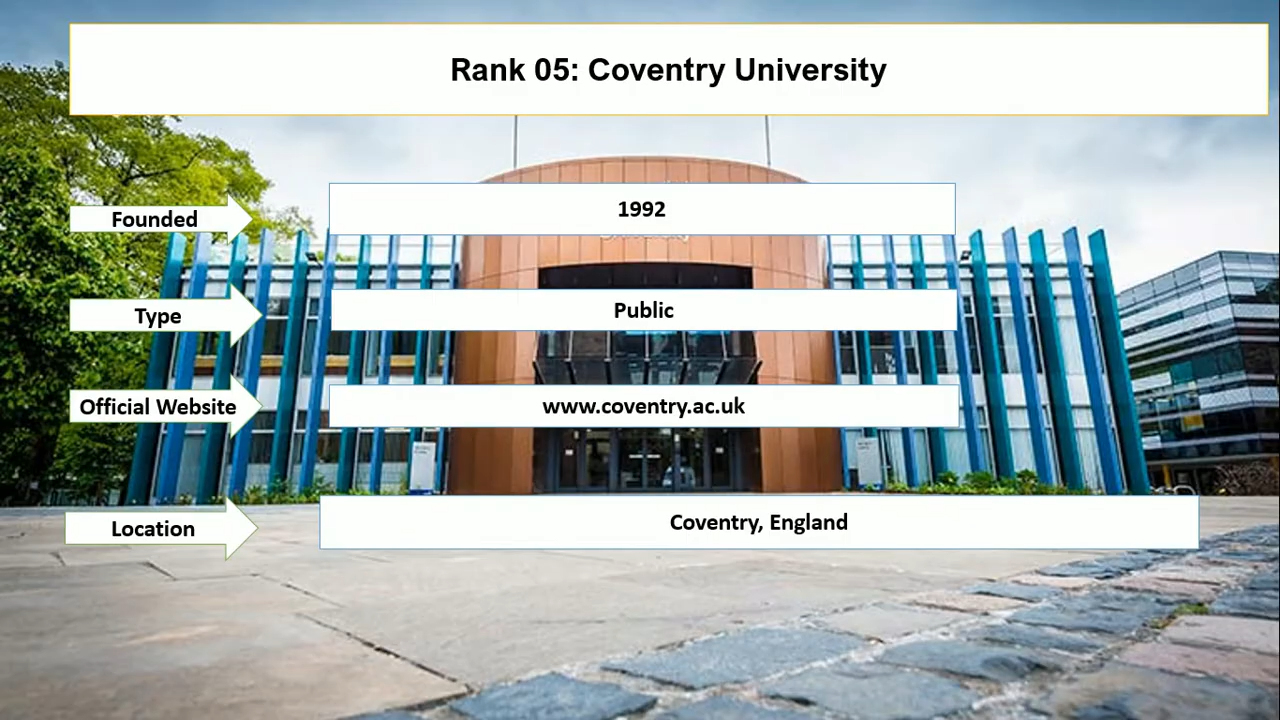 Rank 05: Coventry University
Founded
1992
Type
Public
Official Website
www.coventry.ac.uk
Location
Coventry, England